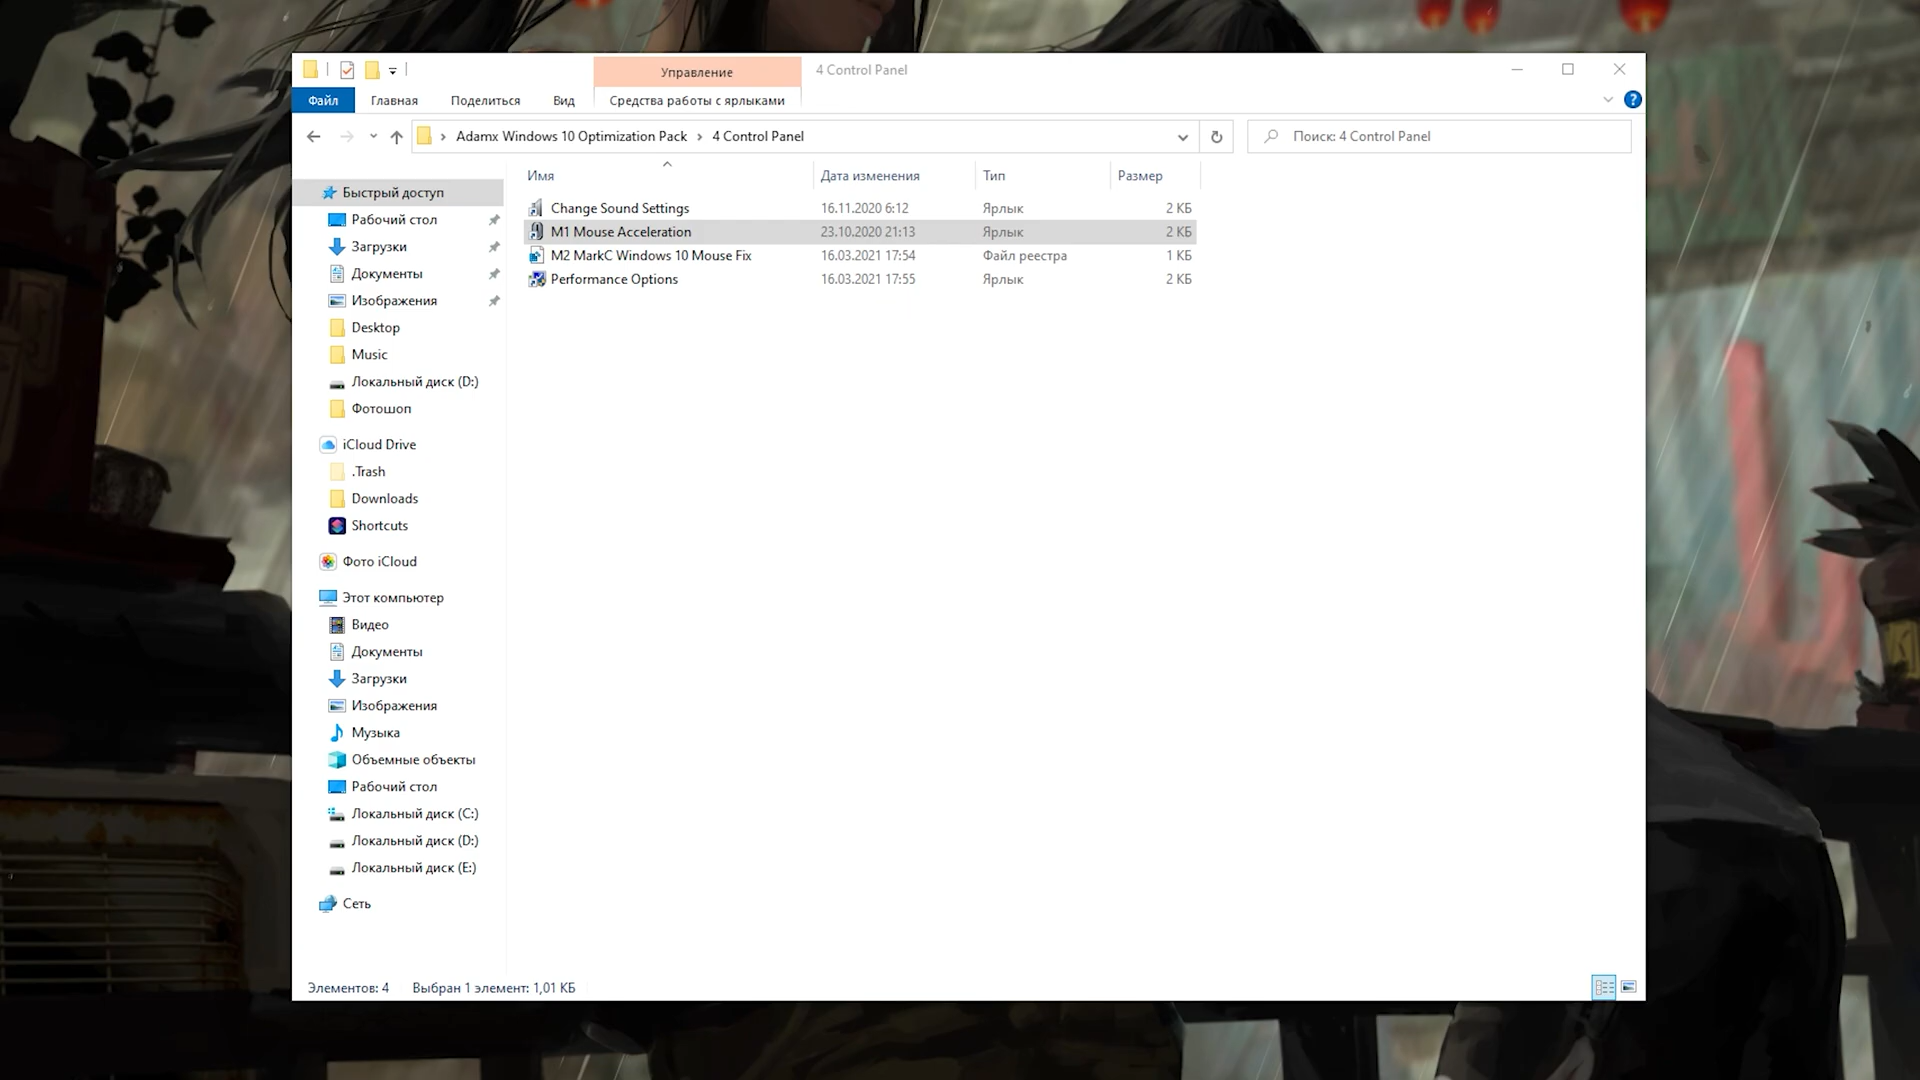 Управление
4 Control Panel
Файл
Главная
Поделиться
Вид
Средства работы с ярлыками
Adamx Windows 10 Optimization Pack
4 Control Panel
Поиск: 4 Control Panel
Имя
Дата изменения
Тип
Размер
Change Sound Settings 16.11.2020 6:12 Ярлык 2 КБ
M1 Mouse Acceleration 23.10.2020 21:13 Ярлык 2 КБ
M2 MarkC Windows 10 Mouse Fix 16.03.2021 17:54 Файл реестра 1 КБ
Performance Options 16.03.2021 17:55 Ярлык 2 КБ
Быстрый доступ
Рабочий стол
Загрузки
Документы
Изображения
Desktop
Music
Локальный диск (D:)
Фотошоп
iCloud Drive
.Trash
Downloads
Shortcuts
Фото iCloud
Этот компьютер
Видео
Документы
Загрузки
Изображения
Музыка
Объемные объекты
Рабочий стол
Локальный диск (C:)
Локальный диск (D:)
Локальный диск (E:)
Сеть
Элементов: 4
Выбран 1 элемент: 1,01 КБ